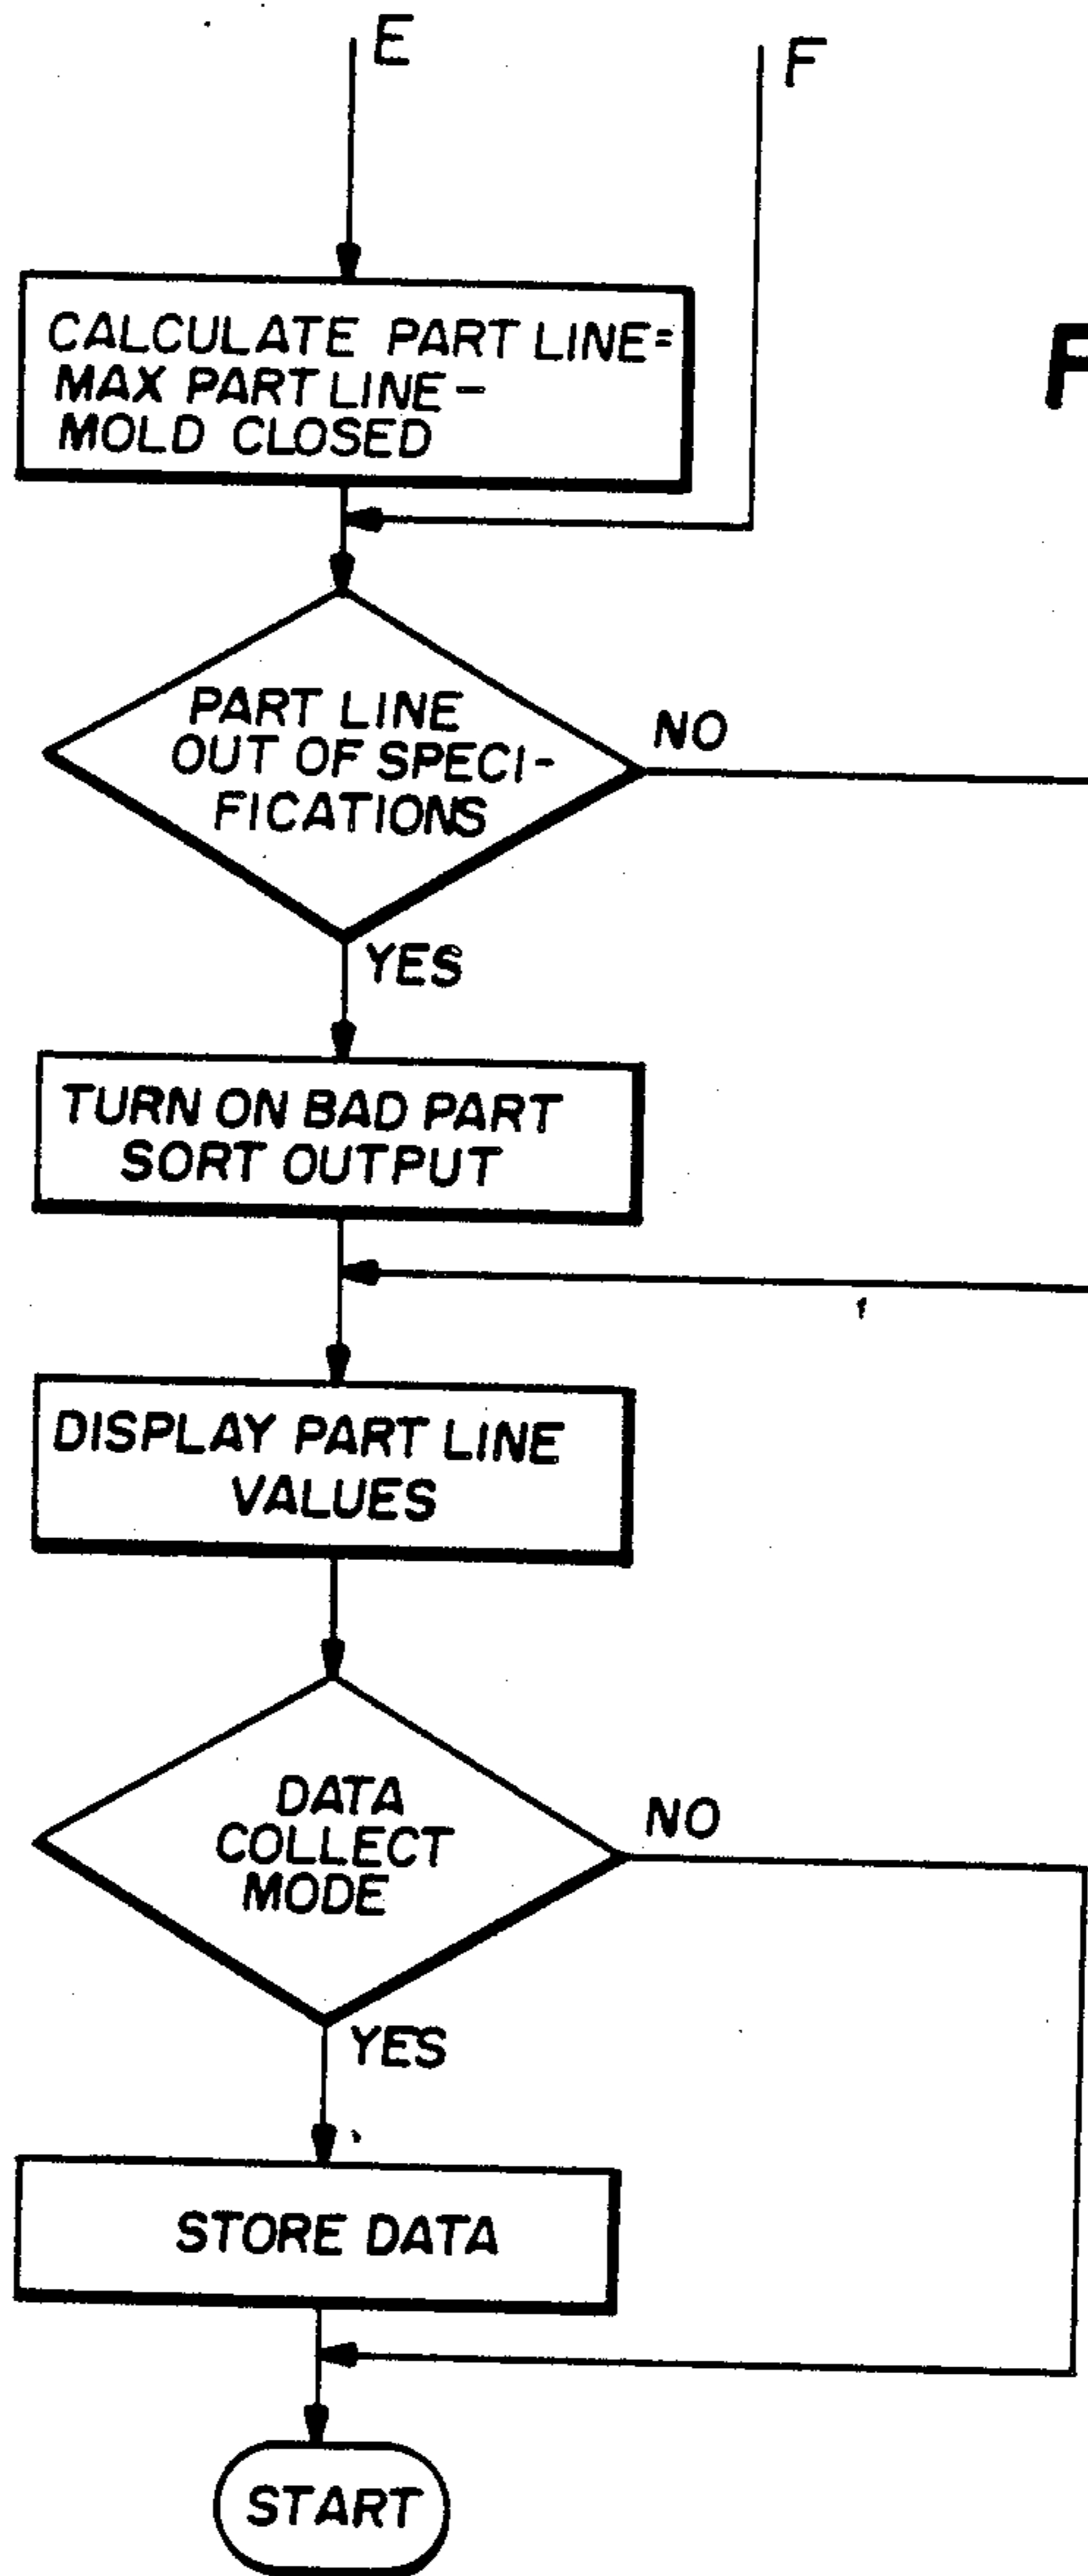 E
F
CALCULATE PART LINE=
MAX PART LINE-
MOLD CLOSED
F
PART LINE
OUT OF SPECI-
FICATIONS
NO
YES
TURN ON BAD PART
SORT OUTPUT
DISPLAY PART LINE
VALUES
DATA
COLLECT
MODE
NO
YES
STORE DATA
START